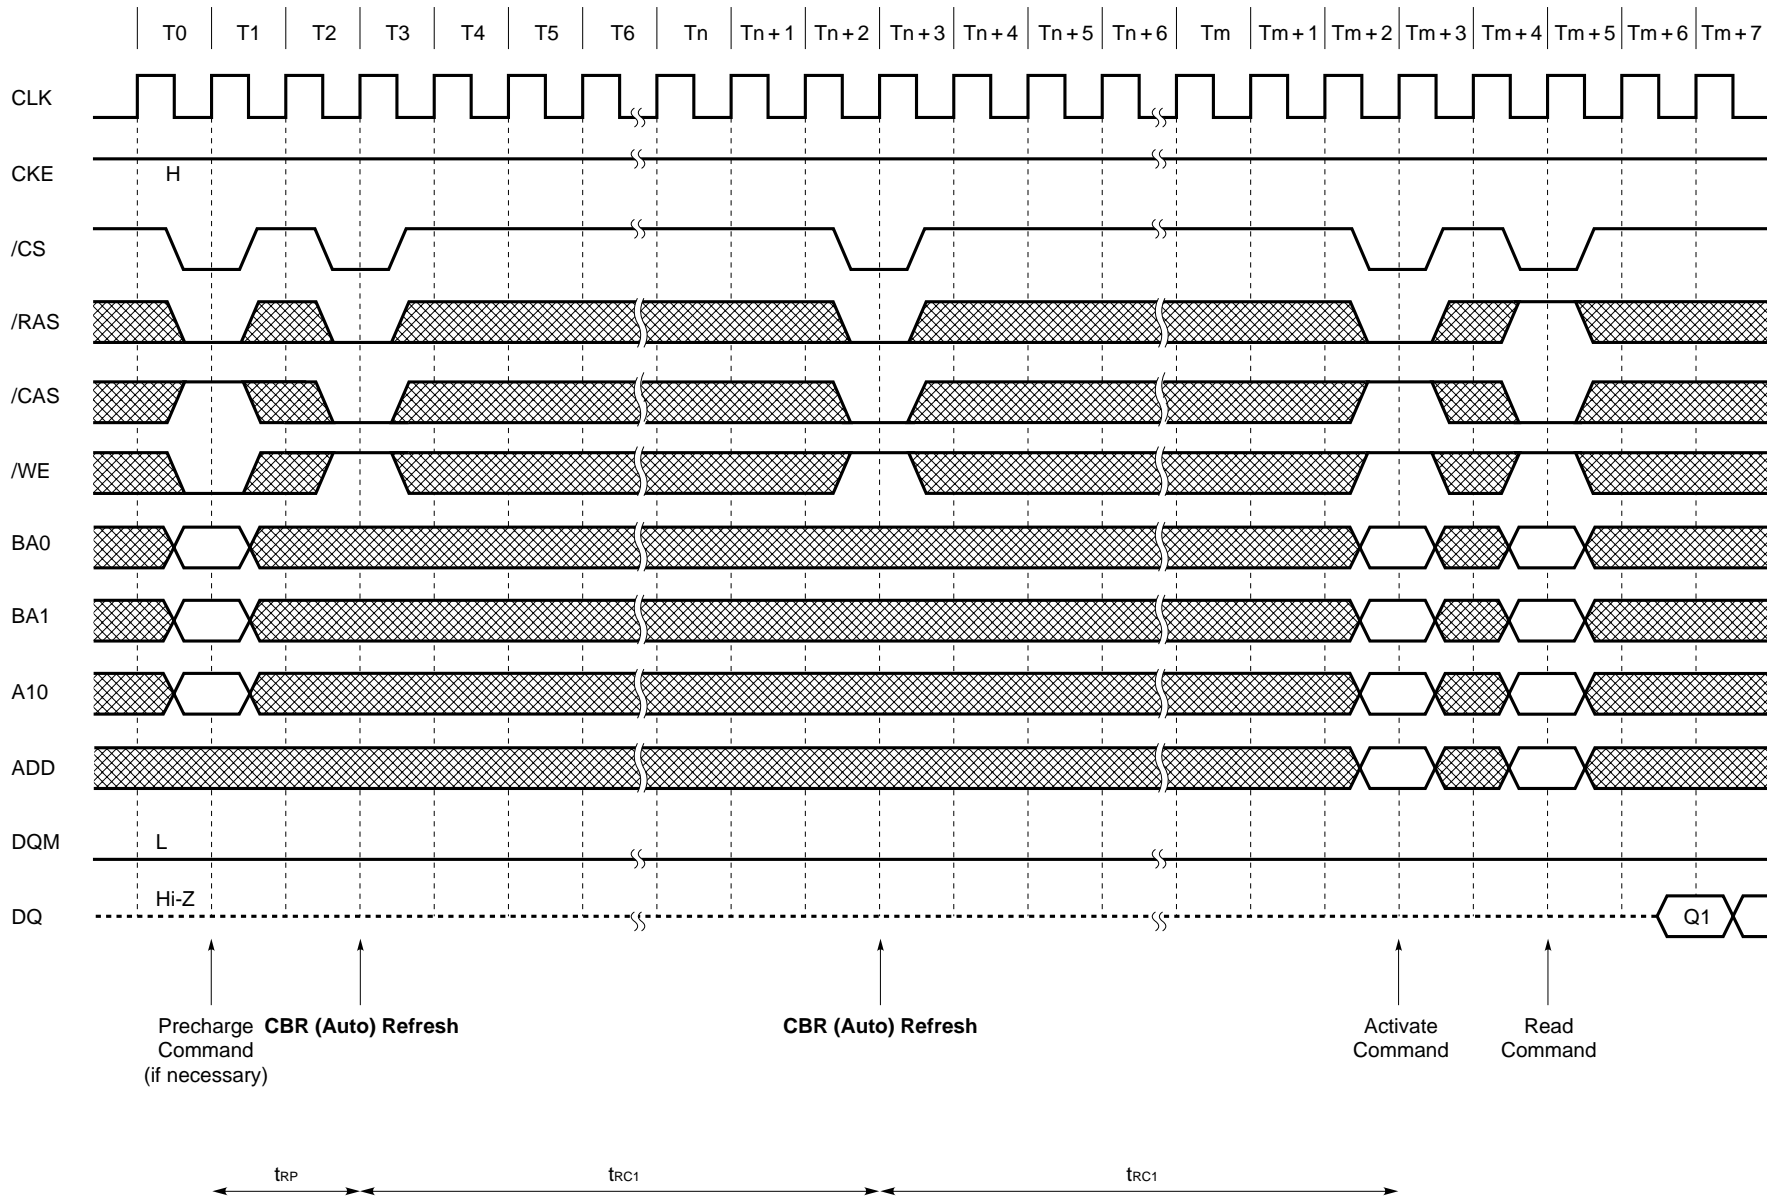 T0 T1 T2 T3 T4 T5 T6 Tn Tn + 1 Tn + 2 Tn + 3 Tn + 4 Tn + 5 Tn + 6 Tm Tm + 1 Tm + 2 Tm + 3 Tm + 4 Tm + 5 Tm + 6 Tm + 7
CLK
CKE H
/CS
/RAS
/CAS
/WE
BA0
BA1
A10
ADD
DQM L
DQ Hi-Z Q1
Precharge
Command
(if necessary)
CBR (Auto) Refresh
CBR (Auto) Refresh
Activate
Command
Read
Command
tRP tRC1 tRC1